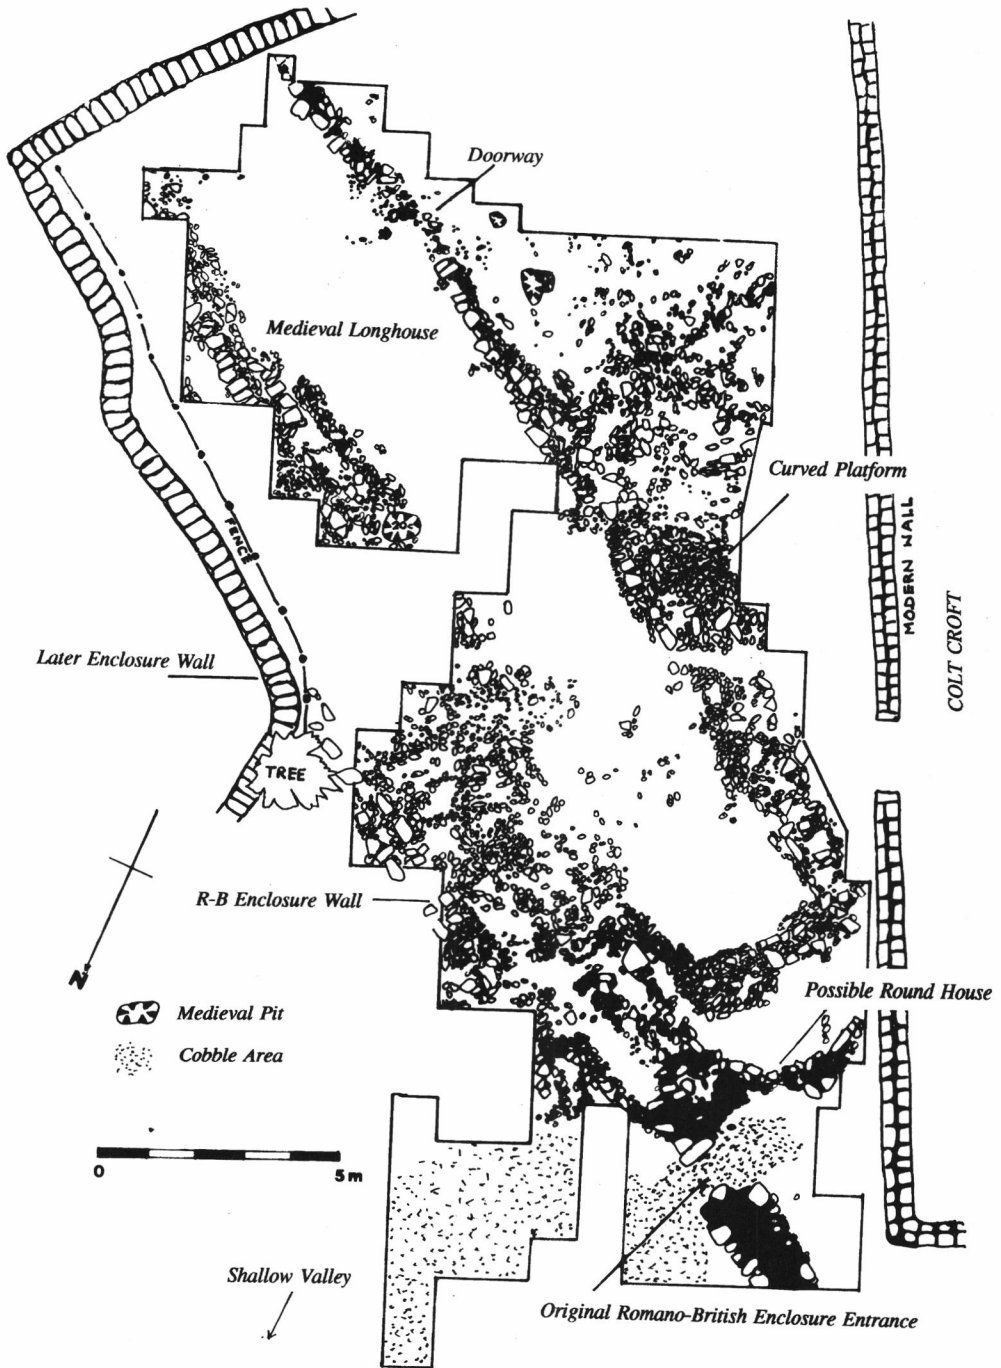 Doorway
Medieval Longhouse
Curved Platform
FENCE
MODERN WALL
COLT CROFT
Later Enclosure Wall
TREE
R-B Enclosure Wall
N
Possible Round House
Medieval Pit
Cobble Area
0 5 m
Shallow Valley
Original Romano-British Enclosure Entrance